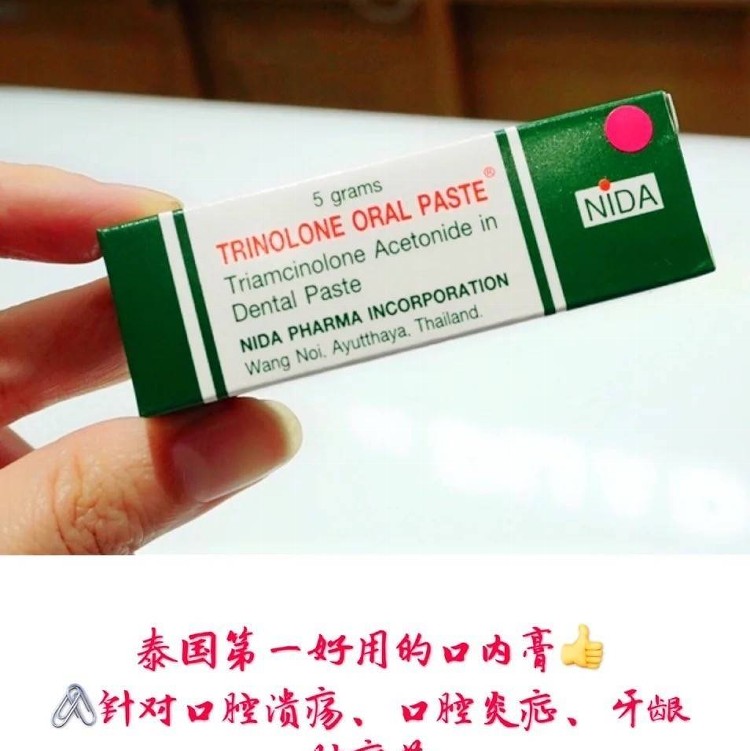 5 grams
TRINOLONE ORAL PASTE®
Triamcinolone Acetonide in
Dental Paste
NIDA PHARMA INCORPORATION
Wang Noi, Ayutthaya, Thailand.
NIDA
泰国第一好用的口内膏👍
🖇针对口腔溃疡、口腔炎症、牙龈